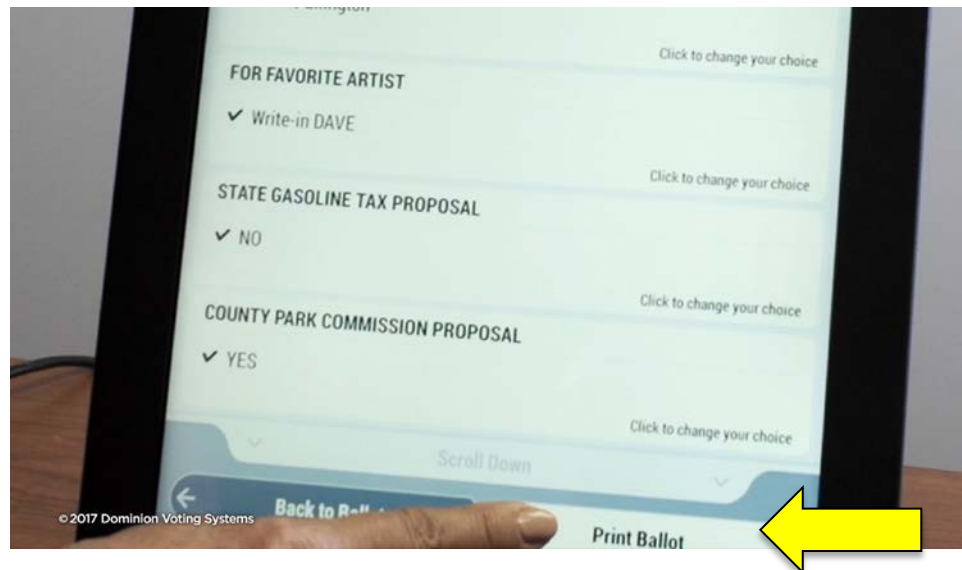 Click to change your choice
FOR FAVORITE ARTIST
✔ Write-in DAVE
Click to change your choice
STATE GASOLINE TAX PROPOSAL
✔ NO
Click to change your choice
COUNTY PARK COMMISSION PROPOSAL
✔ YES
Click to change your choice
Scroll Down
Back to
Print Ballot
© 2017 Dominion Voting Systems